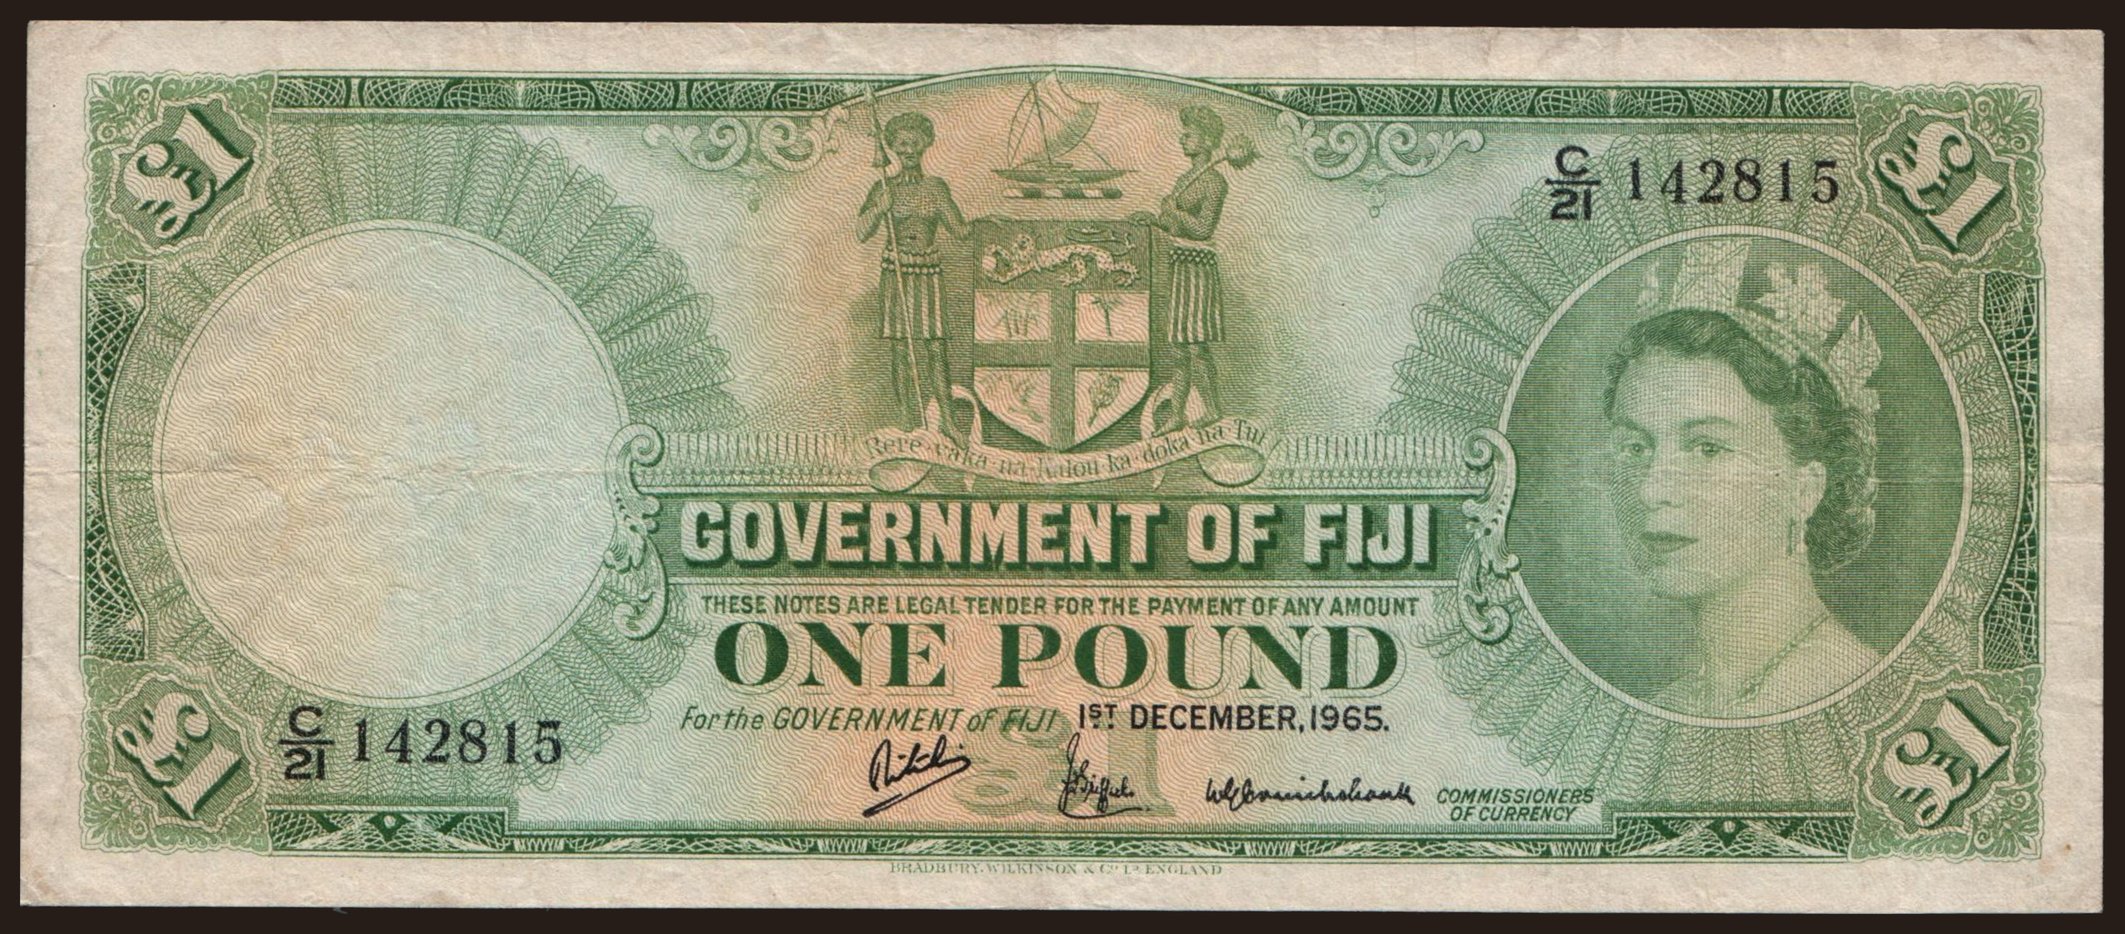 £1
£1
C/21 142815
Rere vaka na Kalou ka doka na Tui
GOVERNMENT OF FIJI
THESE NOTES ARE LEGAL TENDER FOR THE PAYMENT OF ANY AMOUNT
ONE POUND
For the GOVERNMENT of FIJI 1ST DECEMBER, 1965.
£1
C/21 142815
£1
COMMISSIONERS
OF CURRENCY
£1
BRADBURY, WILKINSON & Co Ld ENGLAND